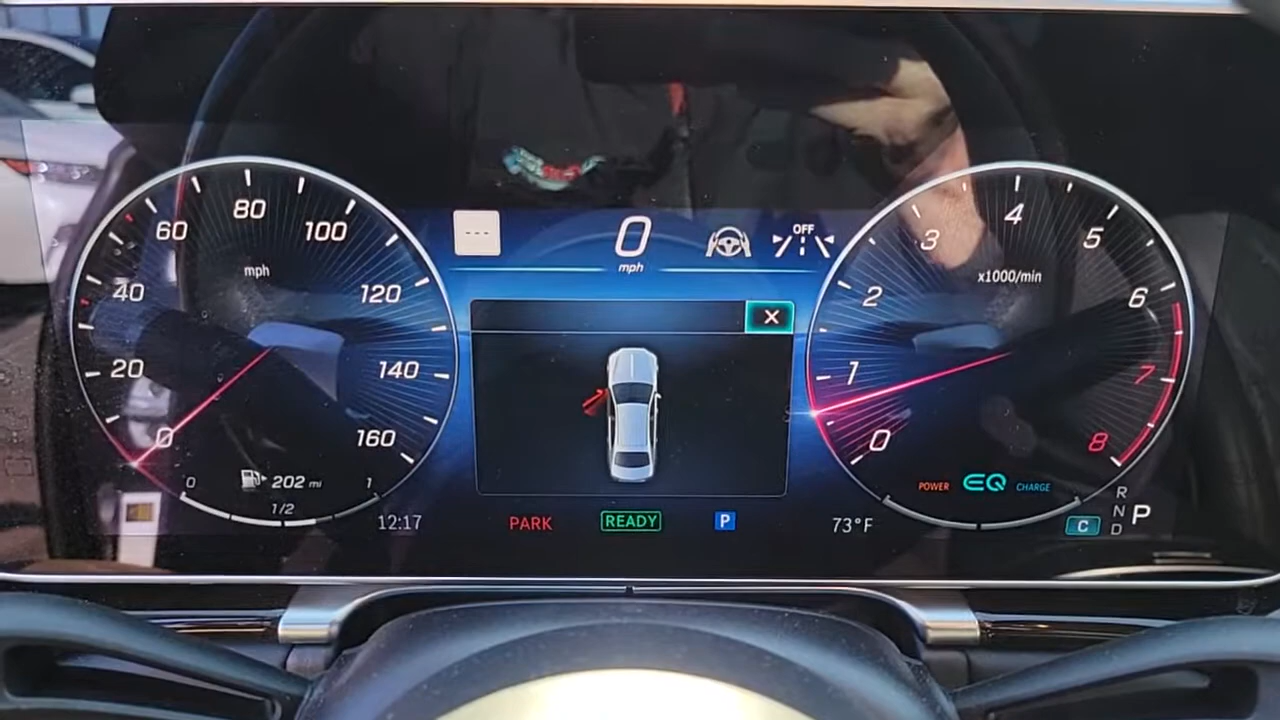 ---
0
mph
OFF
0
20
40
60
80
100
120
140
160
mph
0
1/2
1
202 mi
12:17
X
PARK
READY
P
73°F
0
1
2
3
4
5
6
7
8
x1000/min
POWER
EQ
CHARGE
R
N
D
P
C